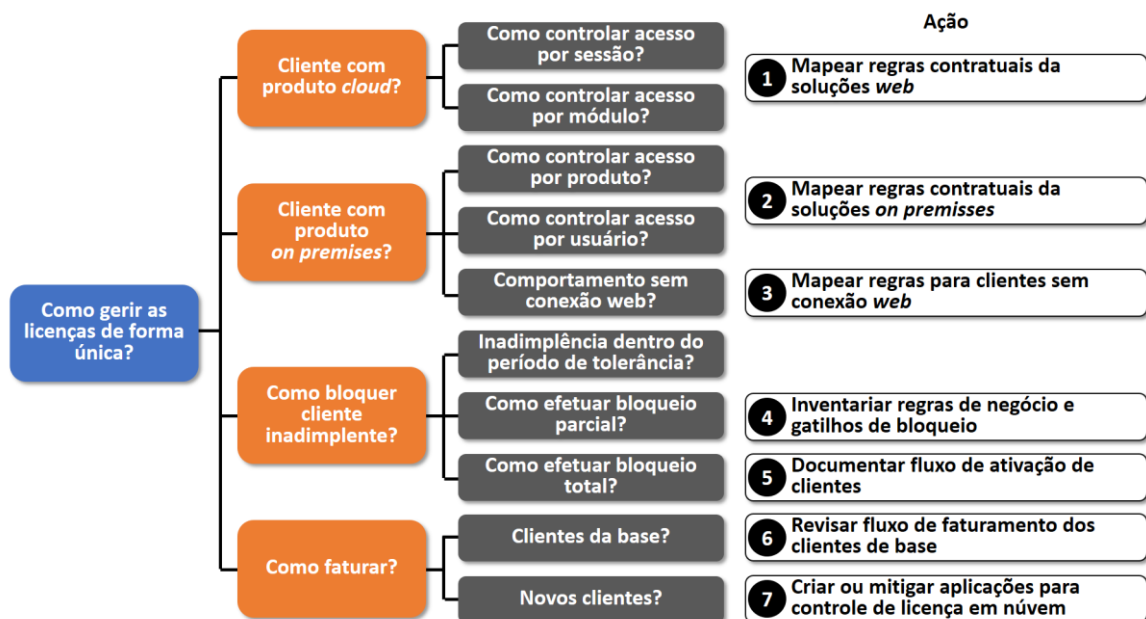 Ação
Como gerir as
licenças de forma
única?
Cliente com
produto cloud?
Como controlar acesso
por sessão?
Como controlar acesso
por módulo?
1 Mapear regras contratuais da
soluções web
Cliente com
produto
on premises?
Como controlar acesso
por produto?
Como controlar acesso
por usuário?
Comportamento sem
conexão web?
2 Mapear regras contratuais da
soluções on premisses
3 Mapear regras para clientes sem
conexão web
Como bloquer
cliente
inadimplente?
Inadimplência dentro do
período de tolerância?
Como efetuar bloqueio
parcial?
Como efetuar bloqueio
total?
4 Inventariar regras de negócio e
gatilhos de bloqueio
5 Documentar fluxo de ativação de
clientes
Como faturar?
Clientes da base?
Novos clientes?
6 Revisar fluxo de faturamento dos
clientes de base
7 Criar ou mitigar aplicações para
controle de licença em núvem